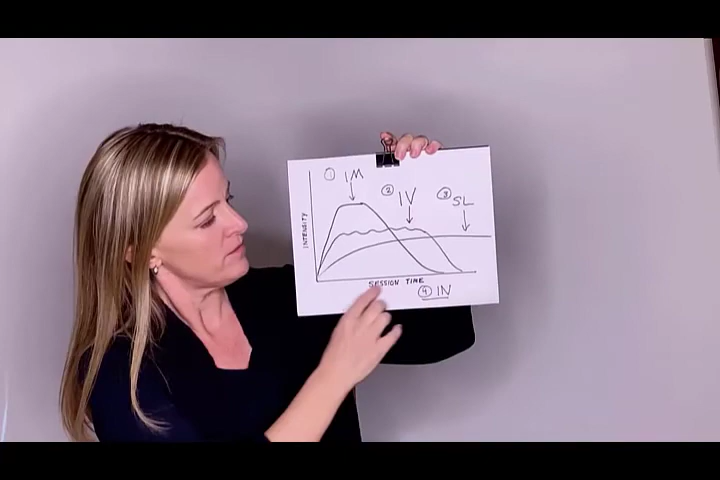 ① IM
② IV
③ SL
INTENSITY
SESSION TIME
④ IN